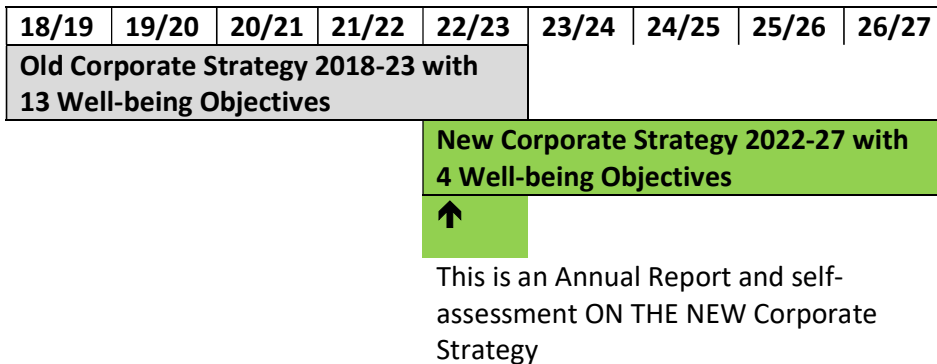 18/19 19/20 20/21 21/22 22/23 23/24 24/25 25/26 26/27
Old Corporate Strategy 2018-23 with
13 Well-being Objectives
New Corporate Strategy 2022-27 with
4 Well-being Objectives
↑
This is an Annual Report and self-
assessment ON THE NEW Corporate
Strategy